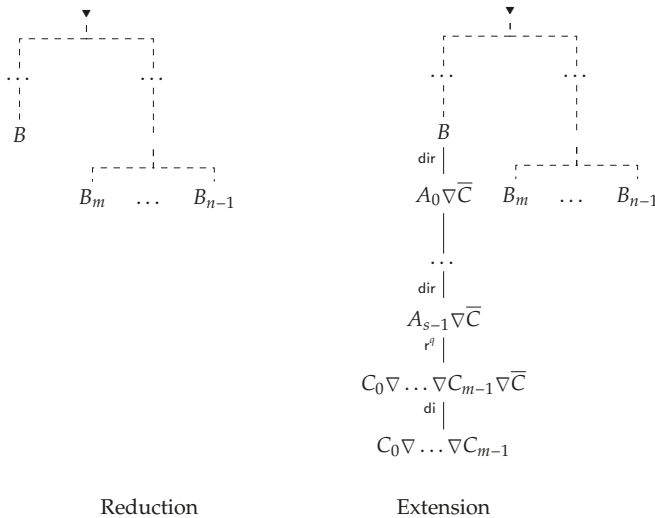 ... ... ... ...
B B
dir
B_m ... B_{n−1} A_0∇C̅ B_m ... B_{n−1}
...
dir
A_{s−1}∇C̅
r^q
C_0∇...∇C_{m−1}∇C̅
di
C_0∇...∇C_{m−1}
Reduction Extension